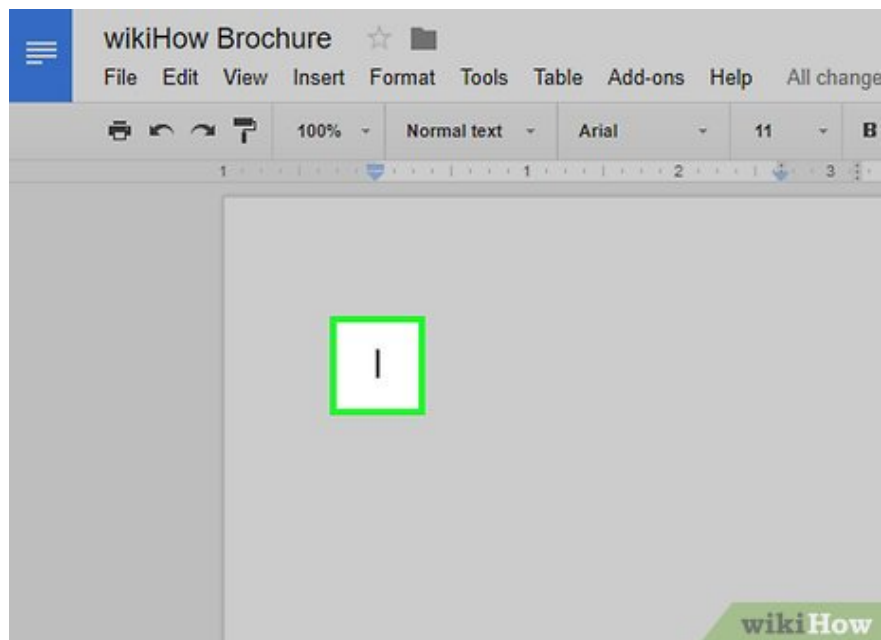 wikiHow Brochure
File Edit View Insert Format Tools Table Add-ons Help All change
100% Normal text Arial 11 B
1 1 2 3
wikiHow